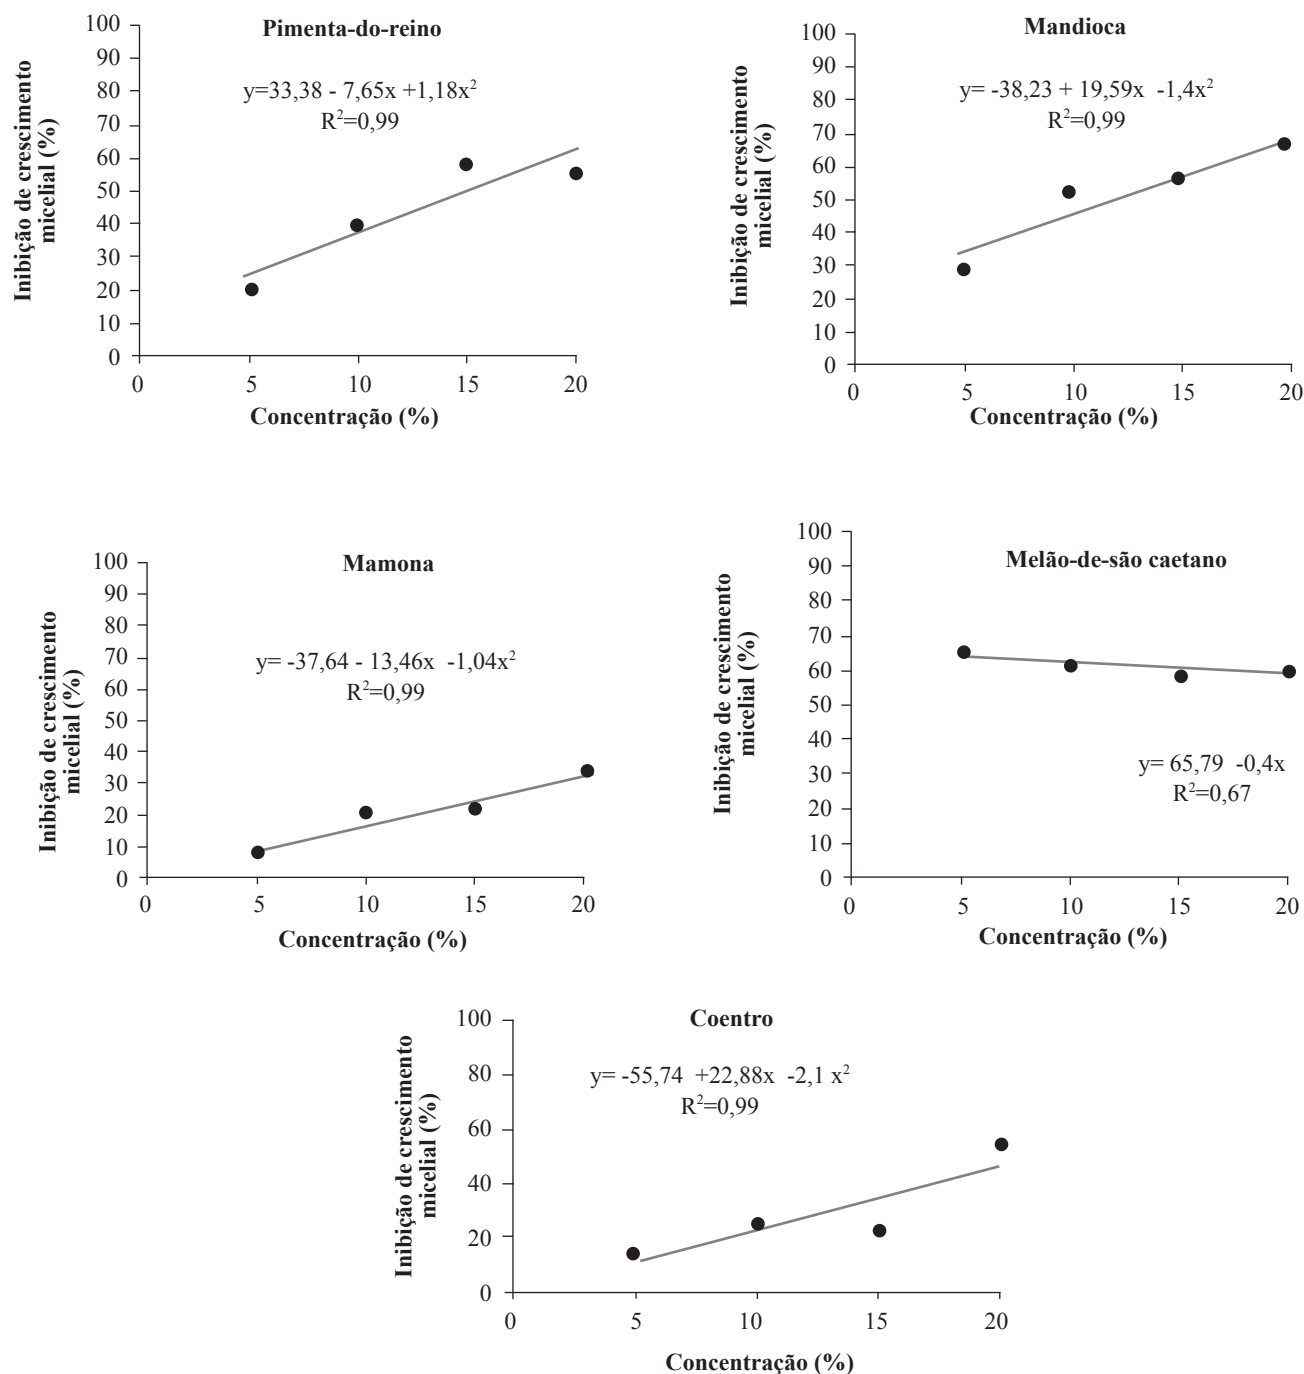 Pimenta-do-reino
y=33,38 - 7,65x +1,18x²
R²=0,99
Inibição de crescimento
micelial (%)
100
90
80
70
60
50
40
30
20
10
0
0 5 10 15 20
Concentração (%)
Mandioca
y= -38,23 + 19,59x -1,4x²
R²=0,99
Inibição de crescimento
micelial (%)
100
90
80
70
60
50
40
30
20
10
0
0 5 10 15 20
Concentração (%)
Mamona
y= -37,64 - 13,46x -1,04x²
R²=0,99
Inibição de crescimento
micelial (%)
100
90
80
70
60
50
40
30
20
10
0
0 5 10 15 20
Concentração (%)
Melão-de-são caetano
y= 65,79 -0,4x
R²=0,67
Inibição de crescimento
micelial (%)
100
90
80
70
60
50
40
30
20
10
0
0 5 10 15 20
Concentração (%)
Coentro
y= -55,74 +22,88x -2,1 x²
R²=0,99
Inibição de crescimento
micelial (%)
100
80
60
40
20
0
0 5 10 15 20
Concentração (%)